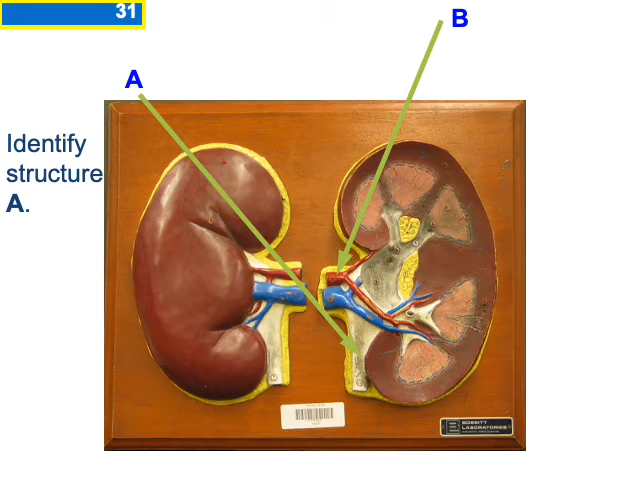 31
B
A
Identify
structure
A.
BOBBITT
LABORATORIES